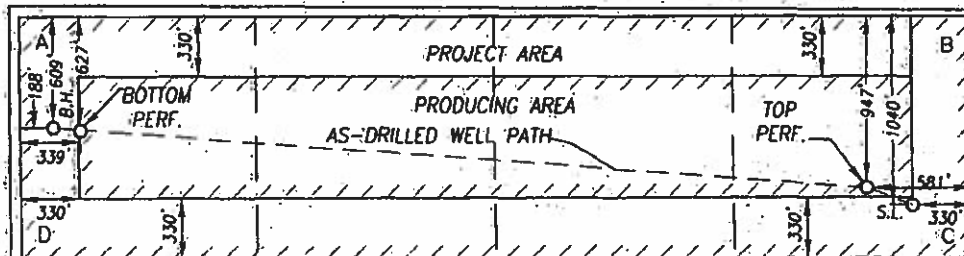 A
B
188'
609'
B.H.
627'
330'
PROJECT AREA
330'
947'
1040'
BOTTOM
PERF.
PRODUCING AREA
TOP
PERF.
AS-DRILLED WELL PATH
339'
581'
330'
S.L.
330'
D
330'
330'
C